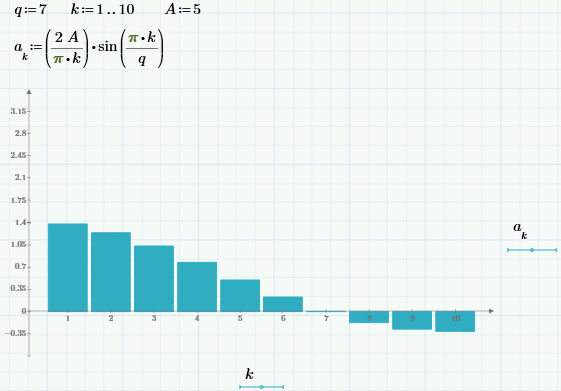 q:=7 k:=1..10 A:=5
a_k:=(2 A/π•k)•sin(π•k/q)
3.15
2.8
2.45
2.1
1.75
1.4
1.05
0.7
0.35
0
-0.35
1 2 3 4 5 6 7 8 9 10
a_k
k